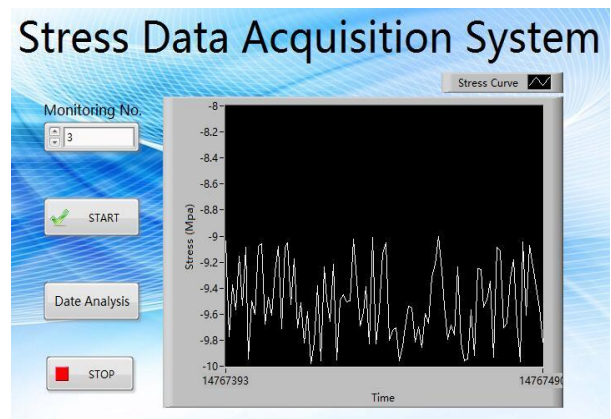 Stress Data Acquisition System
Stress Curve
Monitoring No.
3
START
Date Analysis
STOP
Stress (Mpa)
-8
-8.2
-8.4
-8.6
-8.8
-9
-9.2
-9.4
-9.6
-9.8
-10
14767393
14767490
Time